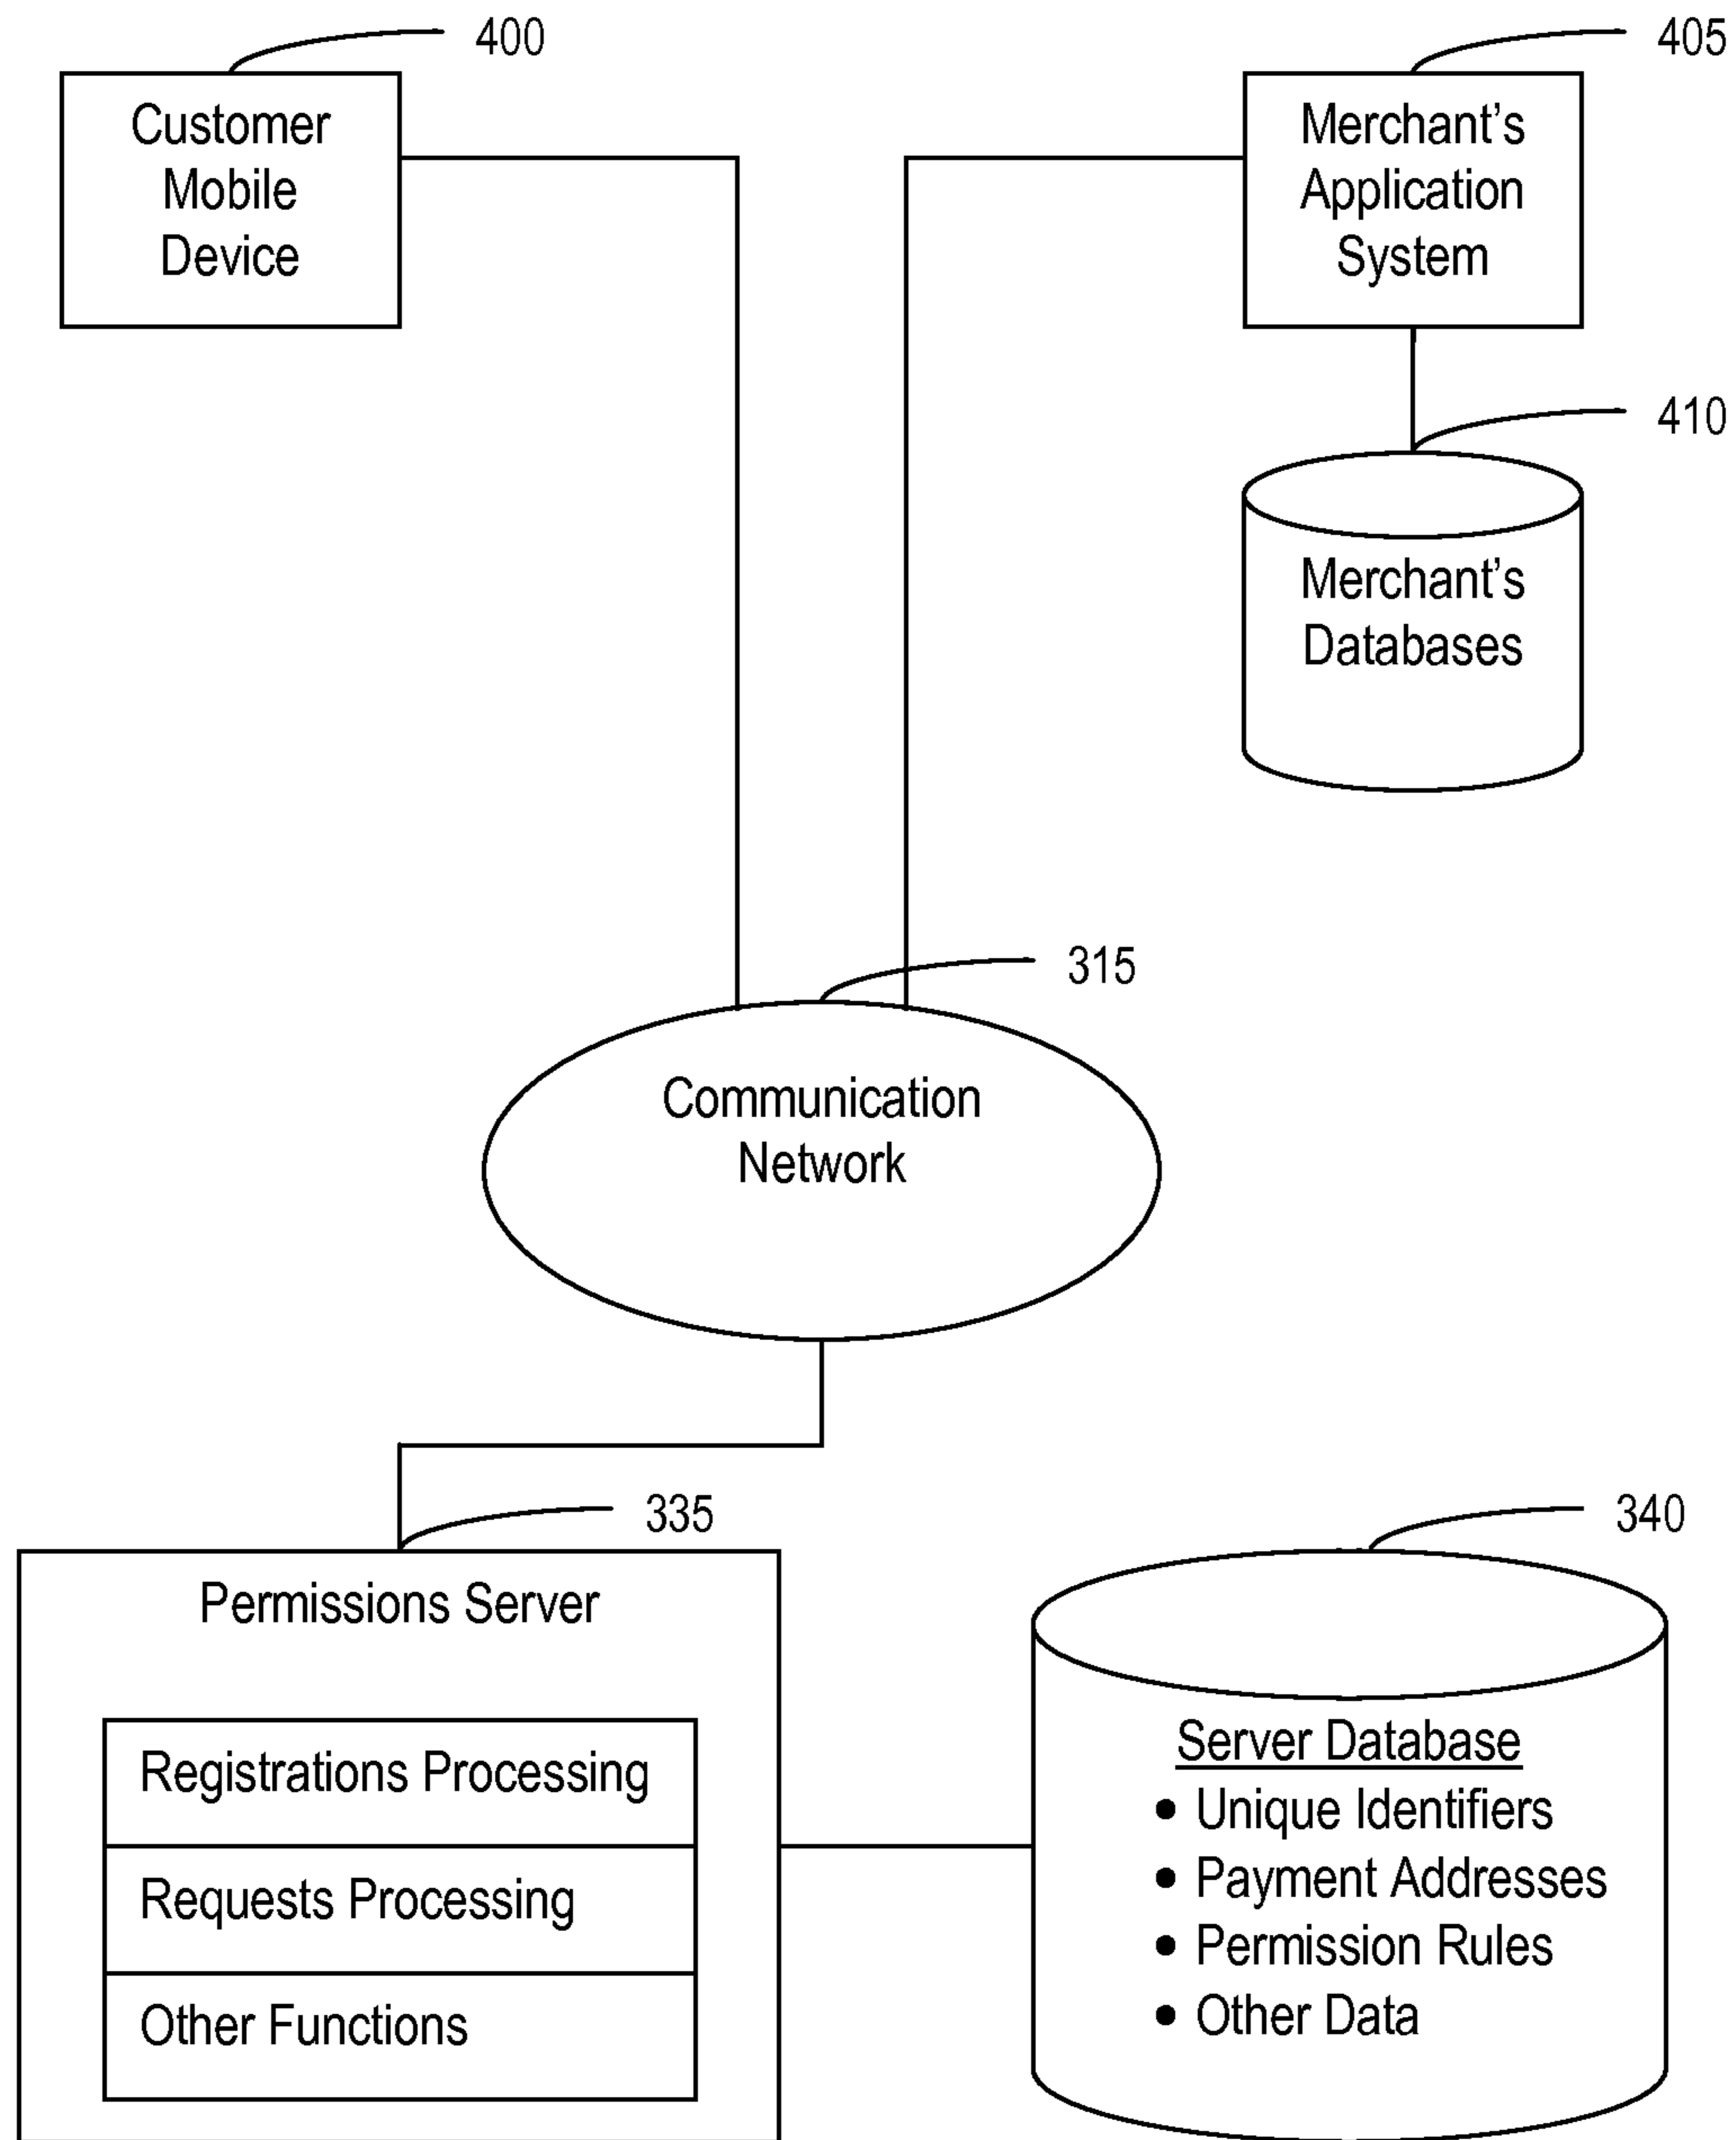 400
Customer
Mobile
Device
405
Merchant’s
Application
System
410
Merchant’s
Databases
315
Communication
Network
335
Permissions Server
Registrations Processing
Requests Processing
Other Functions
340
Server Database
• Unique Identifiers
• Payment Addresses
• Permission Rules
• Other Data